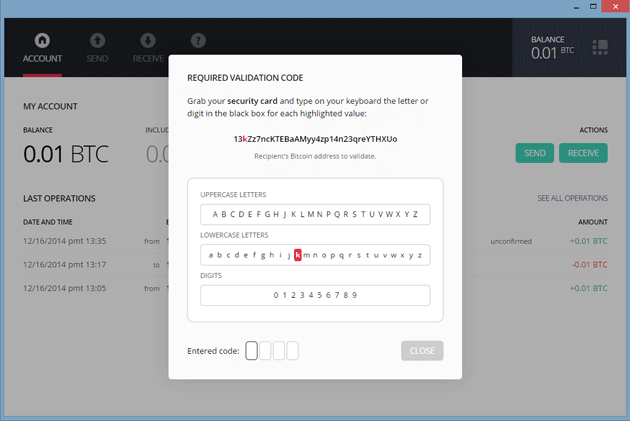 ACCOUNT SEND RECEIVE ?
BALANCE
0.01 BTC
REQUIRED VALIDATION CODE
Grab your security card and type on your keyboard the letter or
digit in the black box for each highlighted value:
13kZz7ncKTEBaAMyy4zp14n23qreYTHXUo
Recipient's Bitcoin address to validate.
UPPERCASE LETTERS
A B C D E F G H J K L M N P Q R S T U V W X Y Z
LOWERCASE LETTERS
a b c d e f g h i j k m n o p q r s t u v w x y z
DIGITS
0 1 2 3 4 5 6 7 8 9
Entered code:
CLOSE
MY ACCOUNT
BALANCE
0.01 BTC
ACTIONS
SEND RECEIVE
LAST OPERATIONS SEE ALL OPERATIONS
DATE AND TIME AMOUNT
12/16/2014 pmt 13:35 from unconfirmed +0.01 BTC
12/16/2014 pmt 13:17 to -0.01 BTC
12/16/2014 pmt 13:05 from +0.01 BTC